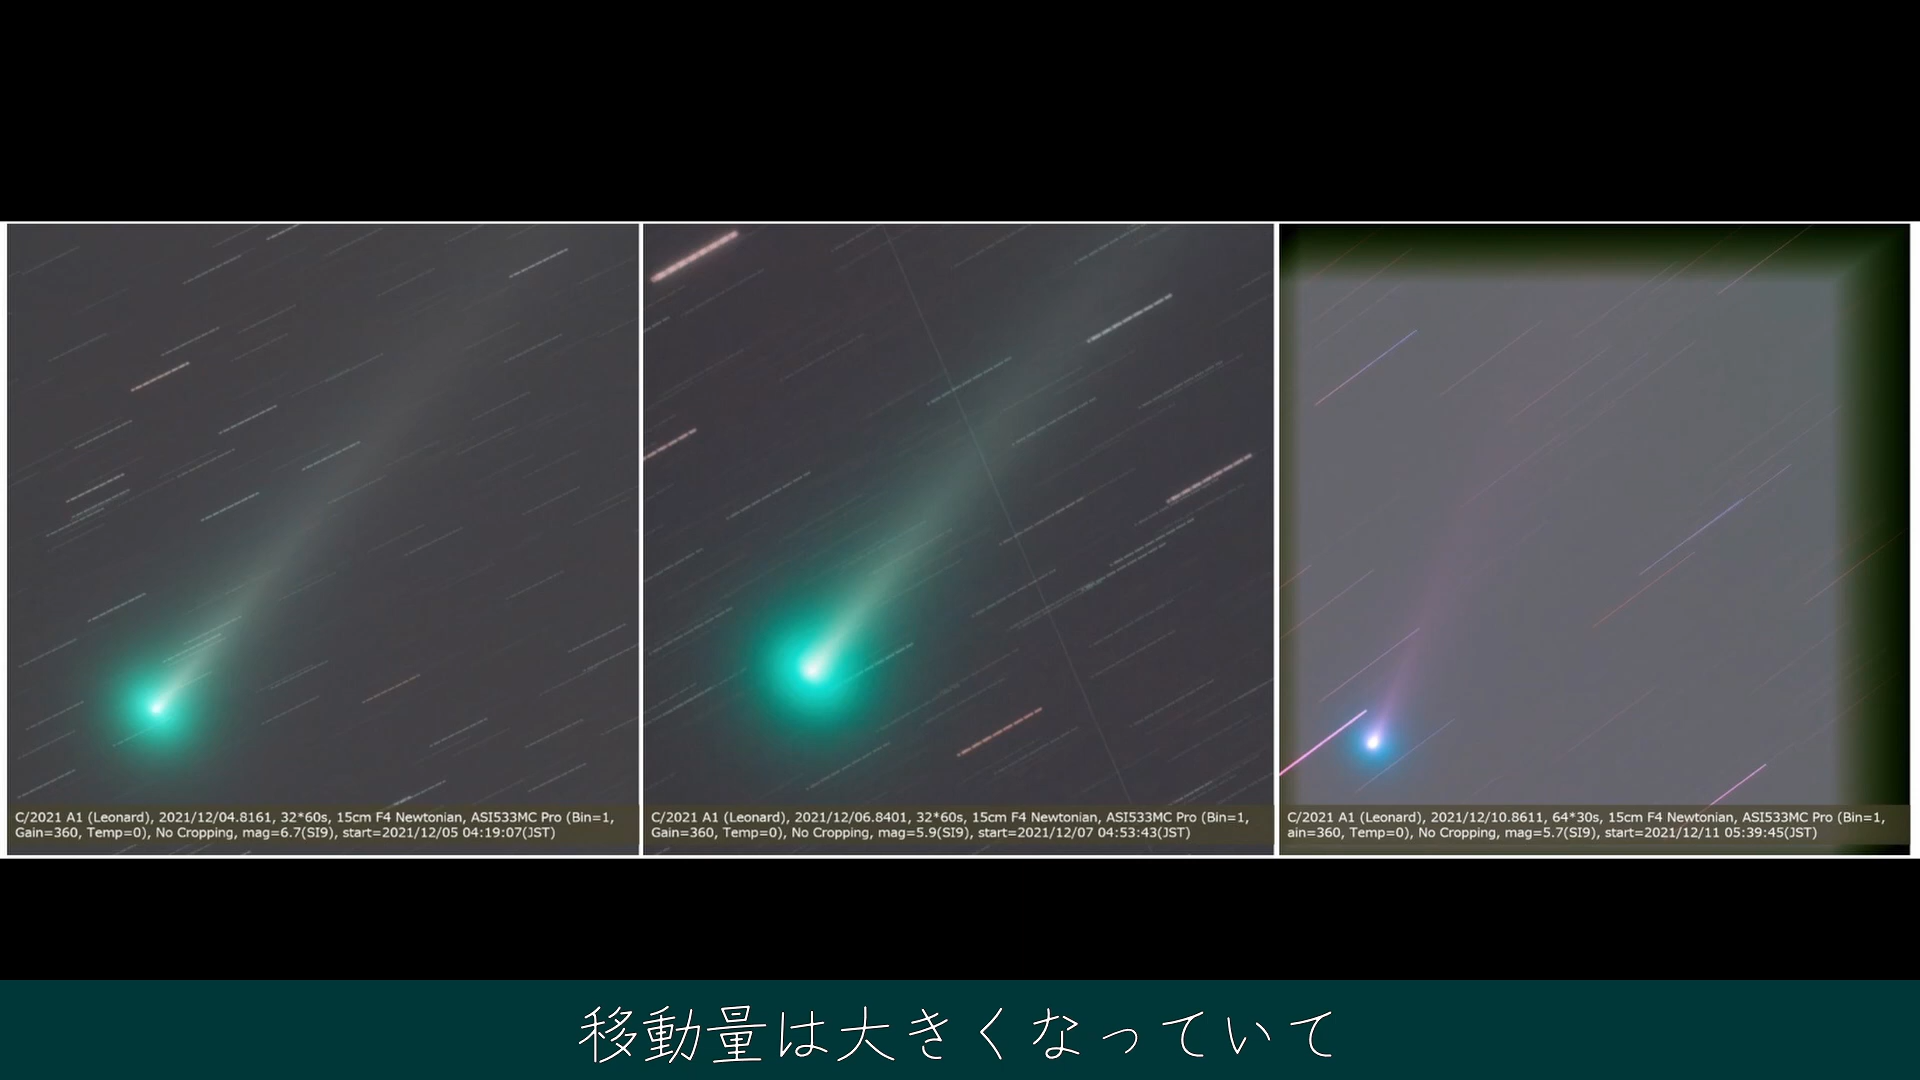 C/2021 A1 (Leonard), 2021/12/04.8161, 32*60s, 15cm F4 Newtonian, ASI533MC Pro (Bin=1,
Gain=360, Temp=0), No Cropping, mag=6.7(SI9), start=2021/12/05 04:19:07(JST)
C/2021 A1 (Leonard), 2021/12/06.8401, 32*60s, 15cm F4 Newtonian, ASI533MC Pro (Bin=1,
Gain=360, Temp=0), No Cropping, mag=5.9(SI9), start=2021/12/07 04:53:43(JST)
C/2021 A1 (Leonard), 2021/12/10.8611, 64*30s, 15cm F4 Newtonian, ASI533MC Pro (Bin=1,
ain=360, Temp=0), No Cropping, mag=5.7(SI9), start=2021/12/11 05:39:45(JST)
移動量は大きくなっていて